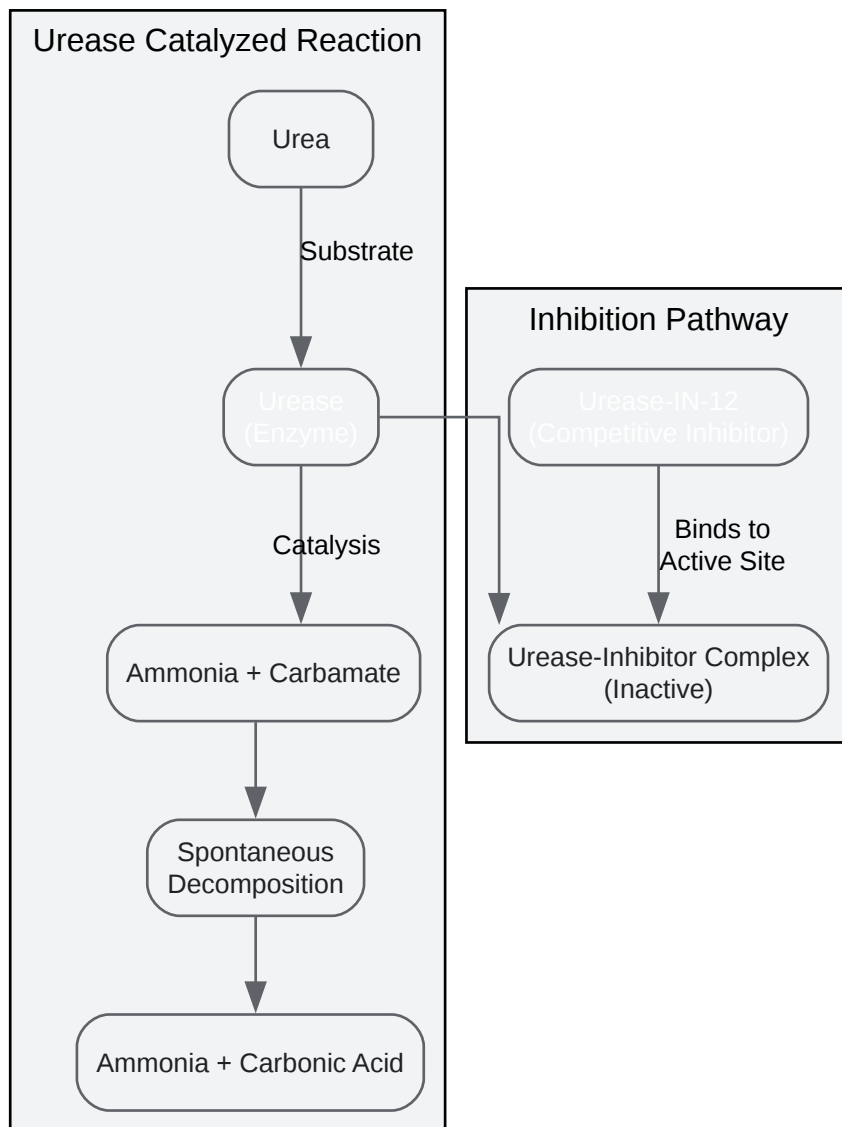 Urease Catalyzed Reaction
Urea
Substrate
Urease
(Enzyme)
Catalysis
Ammonia + Carbamate
Spontaneous
Decomposition
Ammonia + Carbonic Acid
Inhibition Pathway
Urease-IN-12
(Competitive Inhibitor)
Binds to
Active Site
Urease-Inhibitor Complex
(Inactive)